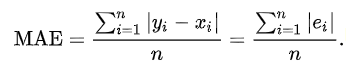 MAE = \frac{\sum_{i=1}^{n} |y_i - x_i|}{n} = \frac{\sum_{i=1}^{n} |e_i|}{n}.